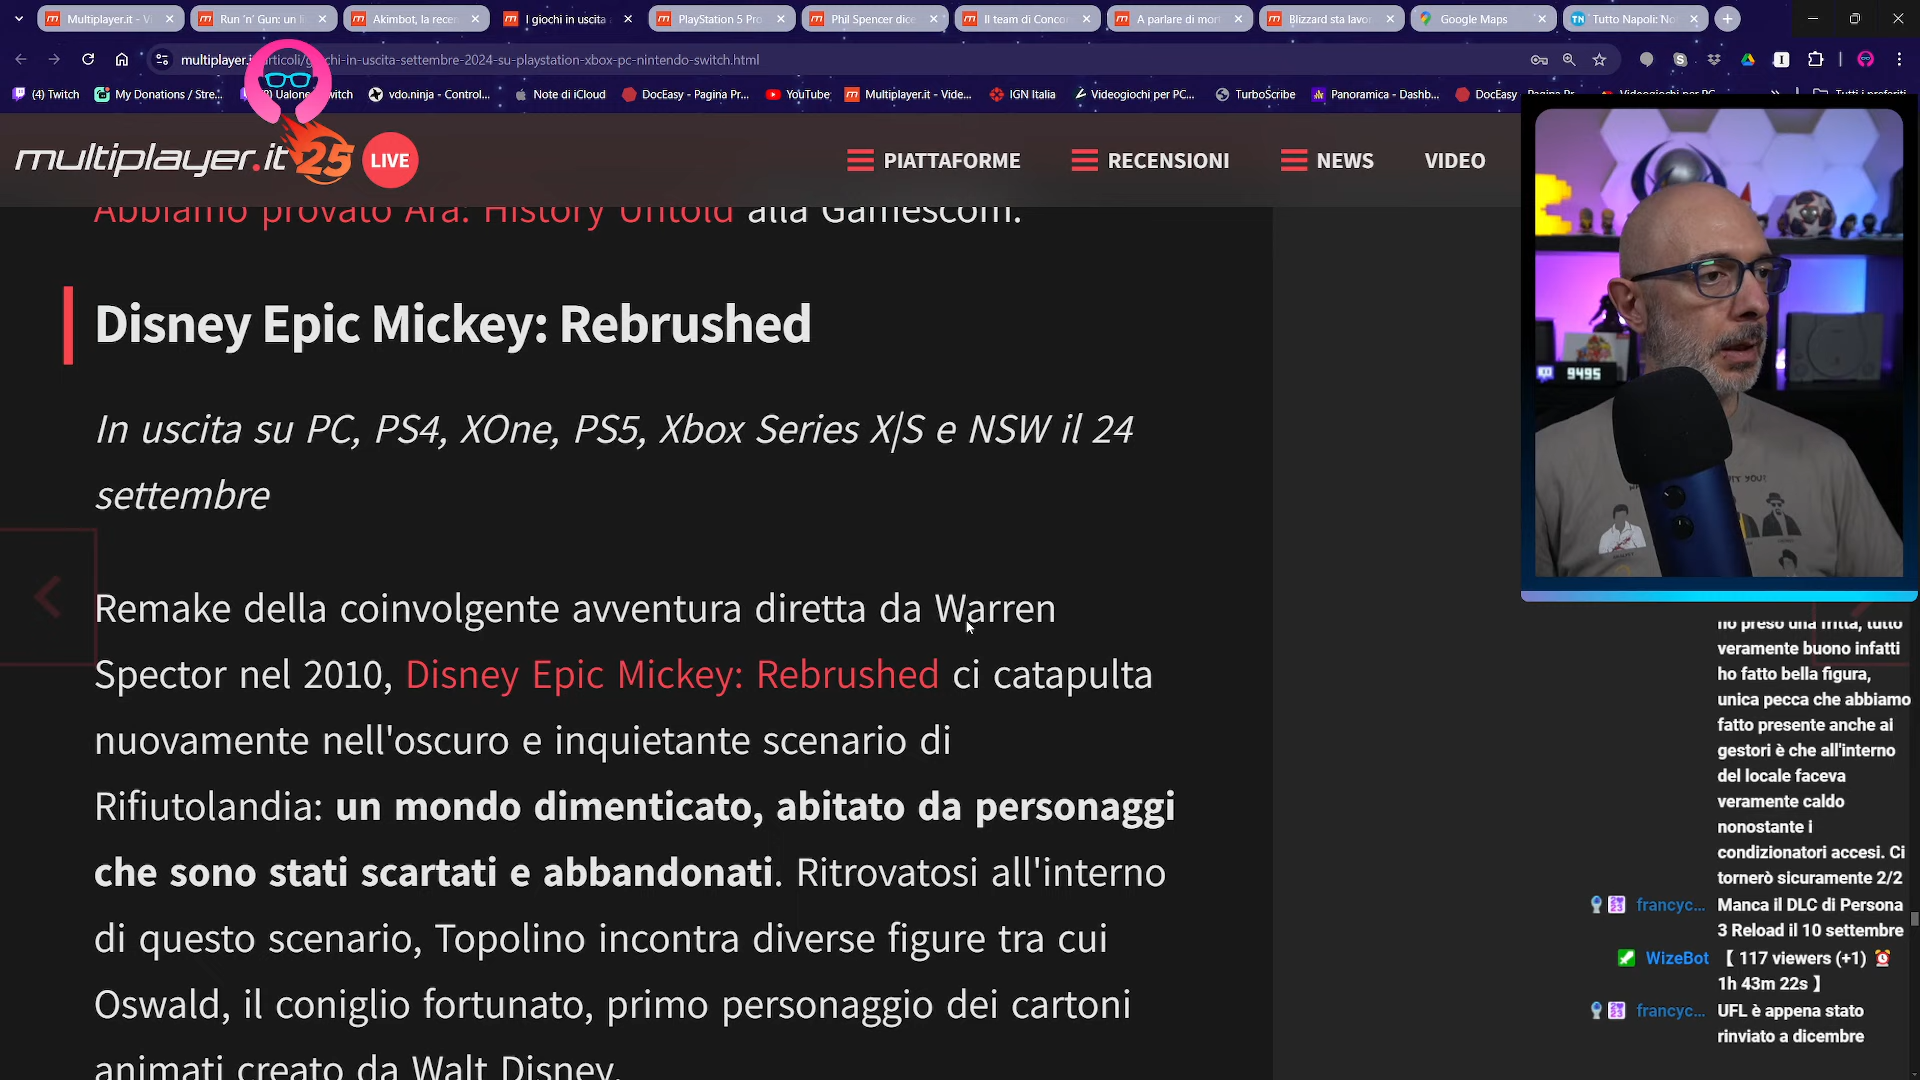 Multiplayer.it - Vi
Run 'n' Gun: un li
Akimbot, la recen
I giochi in uscita
PlayStation 5 Pro
Phil Spencer dice
Il team di Concor
A parlare di mort
Blizzard sta lavor
Google Maps
Tutto Napoli: No
multiplayer.i
chi-in-uscita-settembre-2024-su-playstation-xbox-pc-nintendo-switch.html
(4) Twitch
My Donations / Stre...
vdo.ninja - Control...
Note di iCloud
DocEasy - Pagina Pr...
YouTube
Multiplayer.it - Vide...
IGN Italia
Videogiochi per PC...
TurboScribe
Panoramica - Dashb...
multiplayer.it 25
LIVE
PIATTAFORME
RECENSIONI
NEWS
VIDEO
Abbiamo provato Ara: History Untold alla Gamescom.
Disney Epic Mickey: Rebrushed
In uscita su PC, PS4, XOne, PS5, Xbox Series X|S e NSW il 24
settembre
Remake della coinvolgente avventura diretta da Warren
Spector nel 2010, Disney Epic Mickey: Rebrushed ci catapulta
nuovamente nell'oscuro e inquietante scenario di
Rifiutolandia: un mondo dimenticato, abitato da personaggi
che sono stati scartati e abbandonati. Ritrovatosi all'interno
di questo scenario, Topolino incontra diverse figure tra cui
Oswald, il coniglio fortunato, primo personaggio dei cartoni
animati creato da Walt Disney.
9495
ho preso una fritta, tutto
veramente buono infatti
ho fatto bella figura,
unica pecca che abbiamo
fatto presente anche ai
gestori è che all'interno
del locale faceva
veramente caldo
nonostante i
condizionatori accesi. Ci
tornerò sicuramente 2/2
francyc... Manca il DLC di Persona
3 Reload il 10 settembre
WizeBot 【 117 viewers (+1) ⏰
1h 43m 22s 】
francyc... UFL è appena stato
rinviato a dicembre